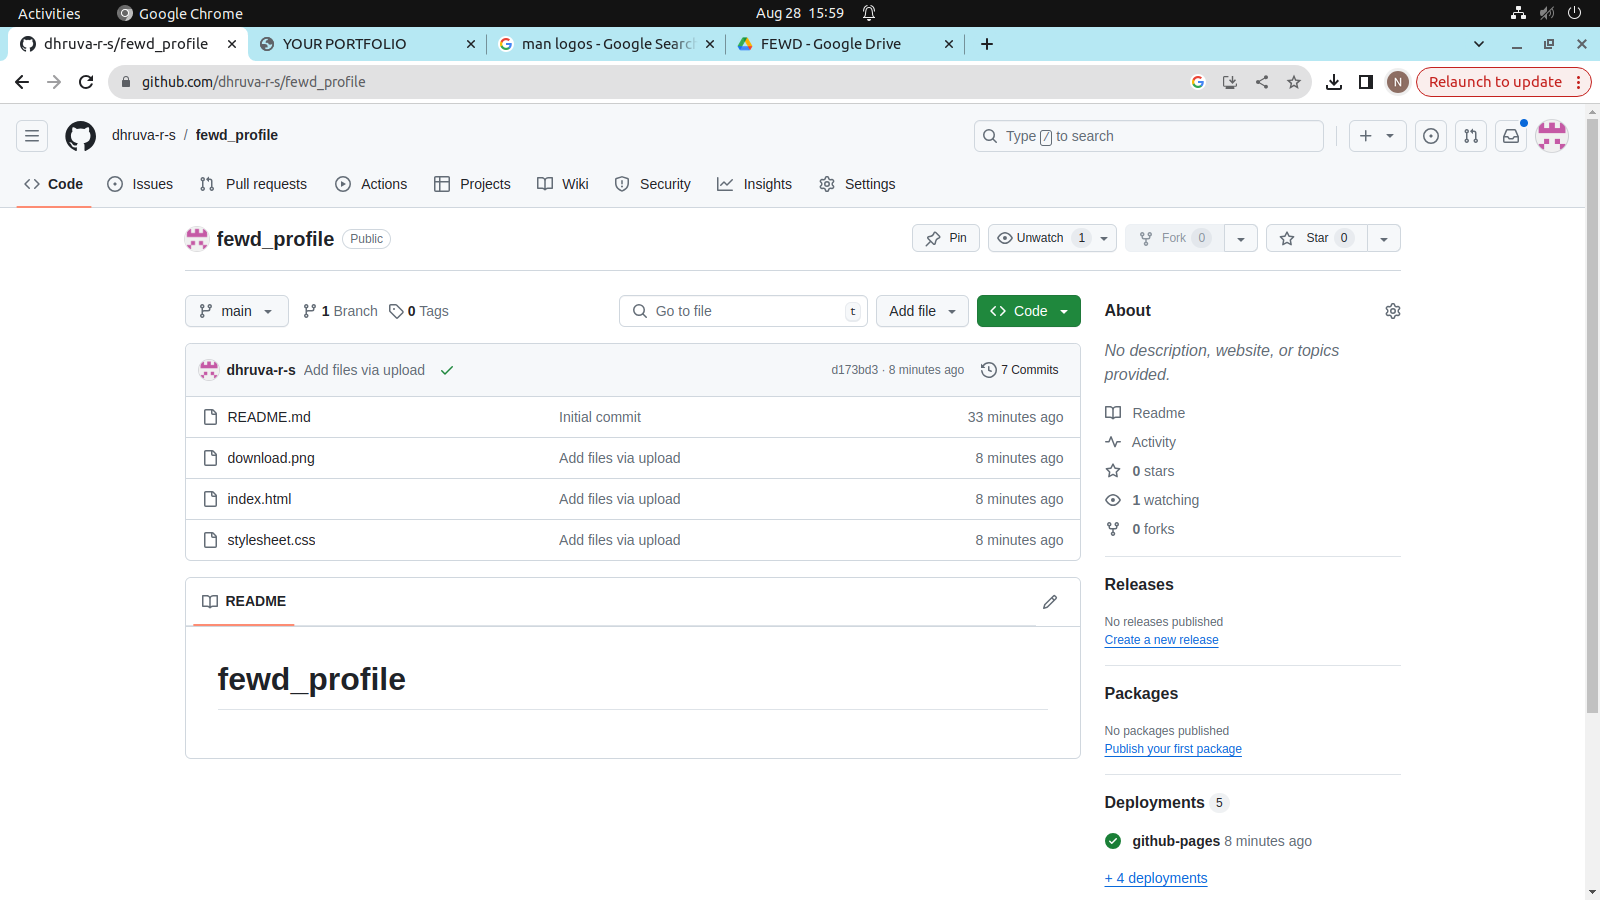 Activities Google Chrome Aug 28 15:59
dhruva-r-s/fewd_profile YOUR PORTFOLIO man logos - Google Searc FEWD - Google Drive
github.com/dhruva-r-s/fewd_profile N Relaunch to update
dhruva-r-s / fewd_profile Type / to search
Code Issues Pull requests Actions Projects Wiki Security Insights Settings
fewd_profile Public Pin Unwatch 1 Fork 0 Star 0
main 1 Branch 0 Tags Go to file t Add file Code
dhruva-r-s Add files via upload d173bd3 · 8 minutes ago 7 Commits
README.md Initial commit 33 minutes ago
download.png Add files via upload 8 minutes ago
index.html Add files via upload 8 minutes ago
stylesheet.css Add files via upload 8 minutes ago
README
fewd_profile
About
No description, website, or topics
provided.
Readme
Activity
0 stars
1 watching
0 forks
Releases
No releases published
Create a new release
Packages
No packages published
Publish your first package
Deployments 5
github-pages 8 minutes ago
+ 4 deployments